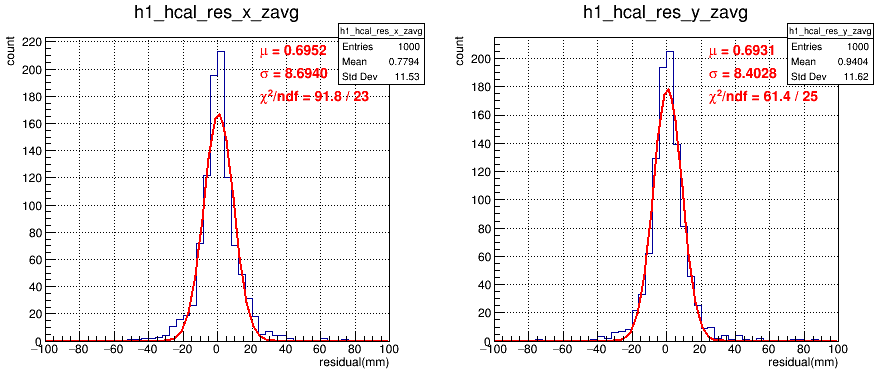 h1_hcal_res_x_zavg
count
h1_hcal_res_x_zavg
Entries 1000
Mean 0.7794
Std Dev 11.53
μ = 0.6952
σ = 8.6940
χ²/ndf = 91.8 / 23
220
200
180
160
140
120
100
80
60
40
20
0
−100 −80 −60 −40 −20 0 20 40 60 80 100
residual(mm)
h1_hcal_res_y_zavg
count
h1_hcal_res_y_zavg
Entries 1000
Mean 0.9404
Std Dev 11.62
μ = 0.6931
σ = 8.4028
χ²/ndf = 61.4 / 25
200
180
160
140
120
100
80
60
40
20
0
−100 −80 −60 −40 −20 0 20 40 60 80 100
residual(mm)